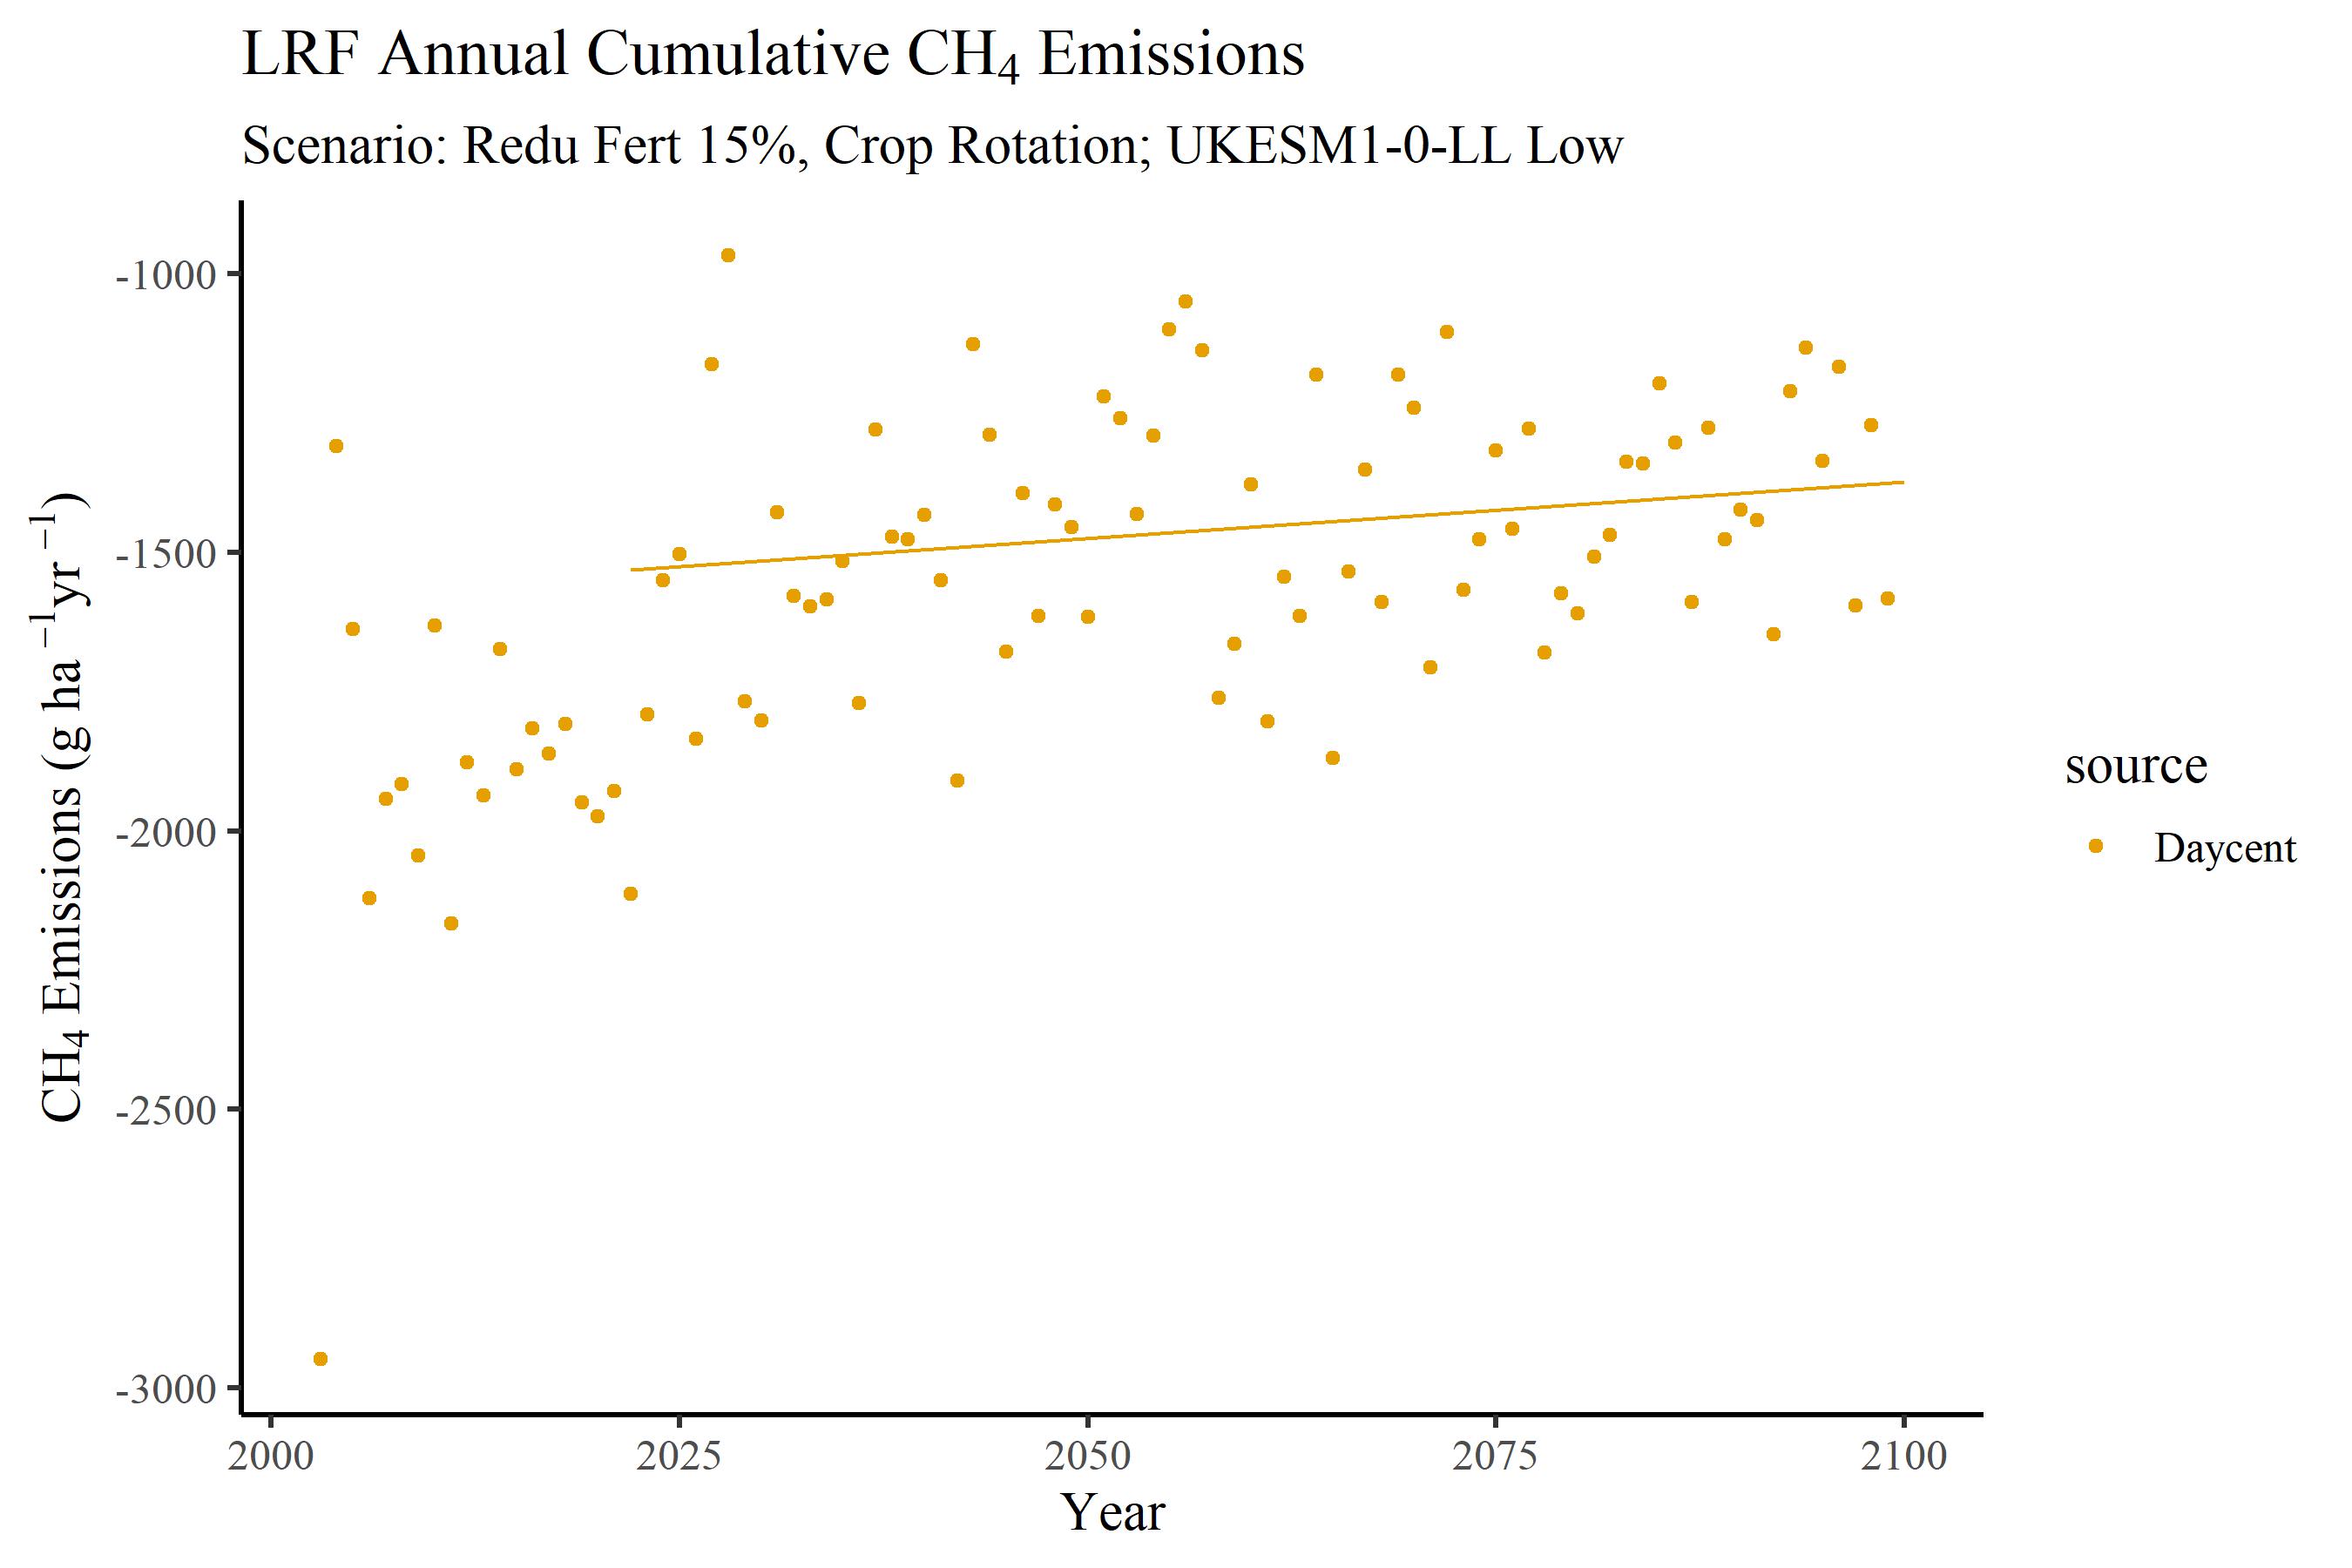 LRF Annual Cumulative CH₄ Emissions
Scenario: Redu Fert 15%, Crop Rotation; UKESM1-0-LL Low
CH₄ Emissions (g ha⁻¹yr⁻¹)
-1000
-1500
-2000
-2500
-3000
2000 2025 2050 2075 2100
Year
source
Daycent